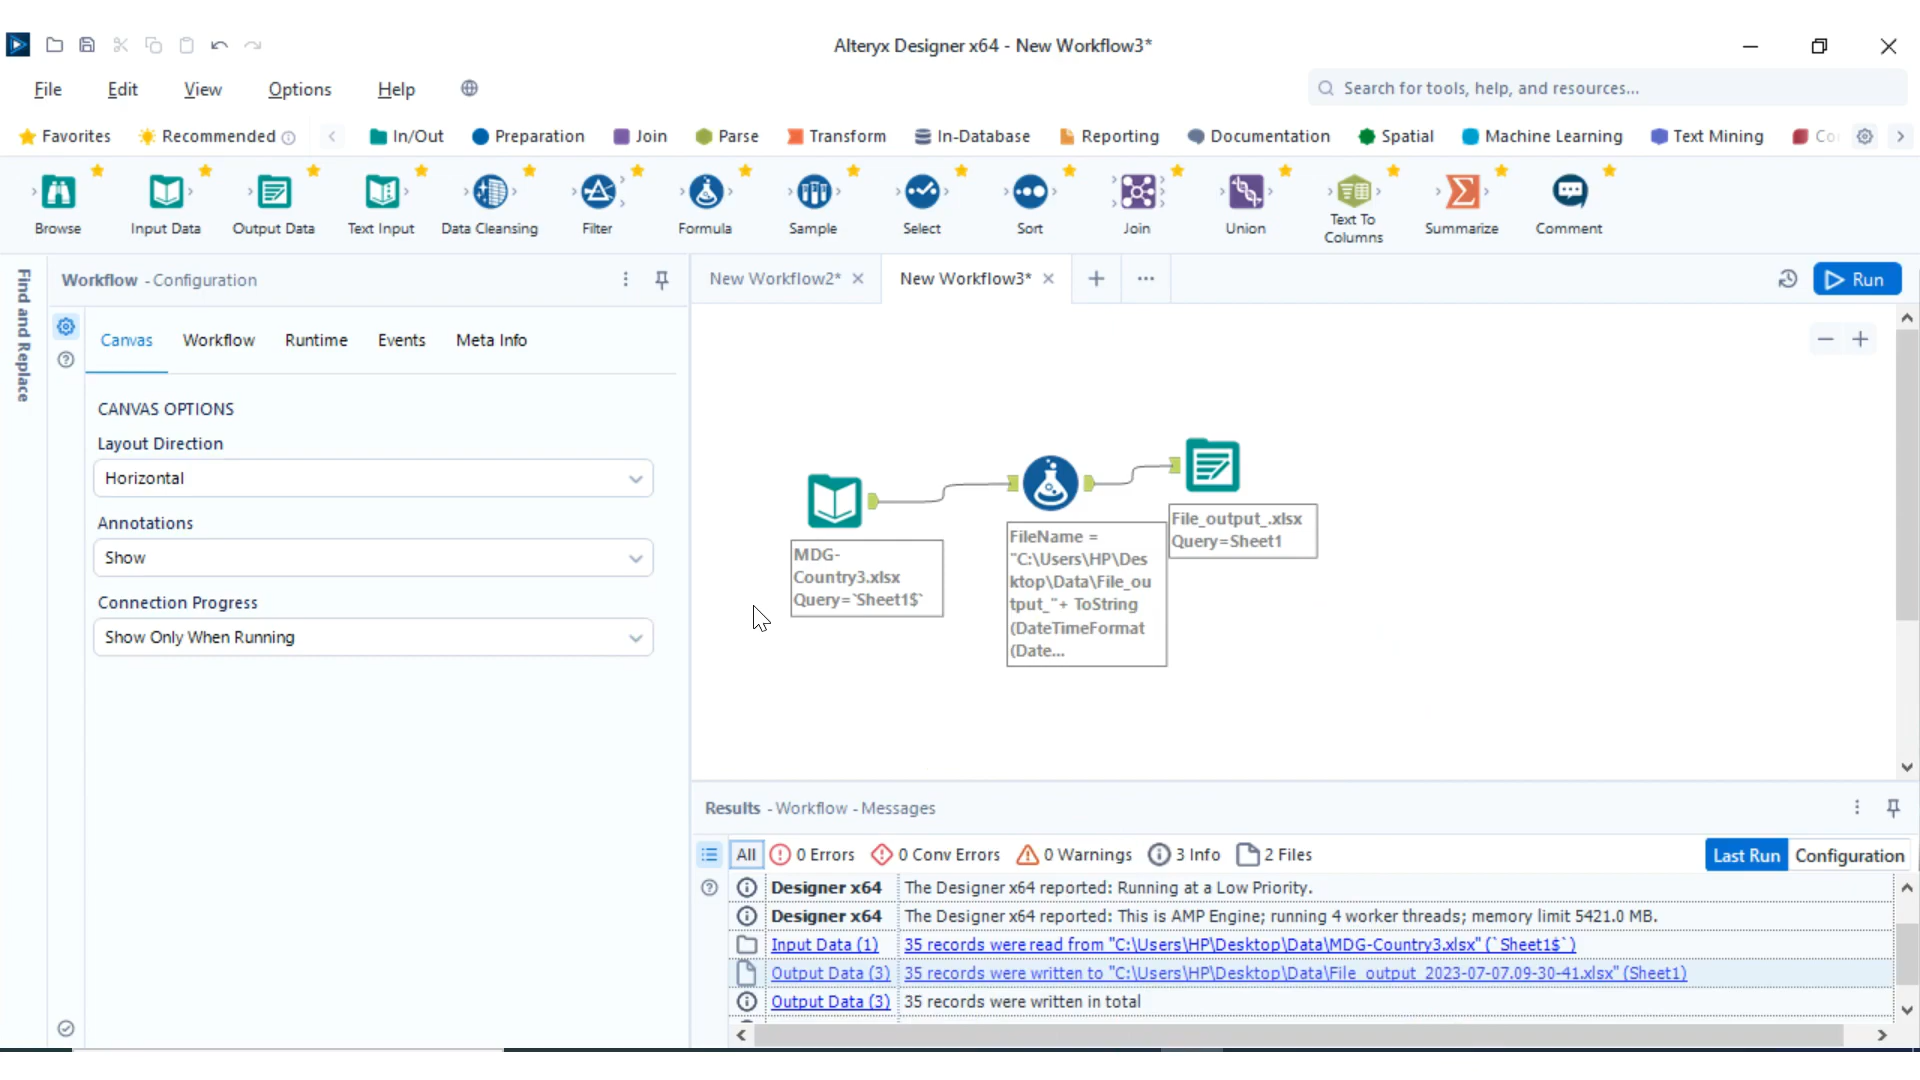 Alteryx Designer x64 - New Workflow3*
File Edit View Options Help
Search for tools, help, and resources...
Favorites Recommended In/Out Preparation Join Parse Transform In-Database Reporting Documentation Spatial Machine Learning Text Mining Co
Browse Input Data Output Data Text Input Data Cleansing Filter Formula Sample Select Sort Join Union Text To Columns Summarize Comment
Find and Replace
Workflow - Configuration
New Workflow2* New Workflow3* ...
Run
Canvas Workflow Runtime Events Meta Info
CANVAS OPTIONS
Layout Direction
Horizontal
Annotations
Show
Connection Progress
Show Only When Running
MDG-
Country3.xlsx
Query=`Sheet1$`
FileName =
"C:\Users\HP\Des
ktop\Data\File_ou
tput_"+ ToString
(DateTimeFormat
(Date...
File_output_.xlsx
Query=Sheet1
Results - Workflow - Messages
All 0 Errors 0 Conv Errors 0 Warnings 3 Info 2 Files
Last Run Configuration
Designer x64 The Designer x64 reported: Running at a Low Priority.
Designer x64 The Designer x64 reported: This is AMP Engine; running 4 worker threads; memory limit 5421.0 MB.
Input Data (1) 35 records were read from "C:\Users\HP\Desktop\Data\MDG-Country3.xlsx" (`Sheet1$`)
Output Data (3) 35 records were written to "C:\Users\HP\Desktop\Data\File_output_2023-07-07.09-30-41.xlsx" (Sheet1)
Output Data (3) 35 records were written in total